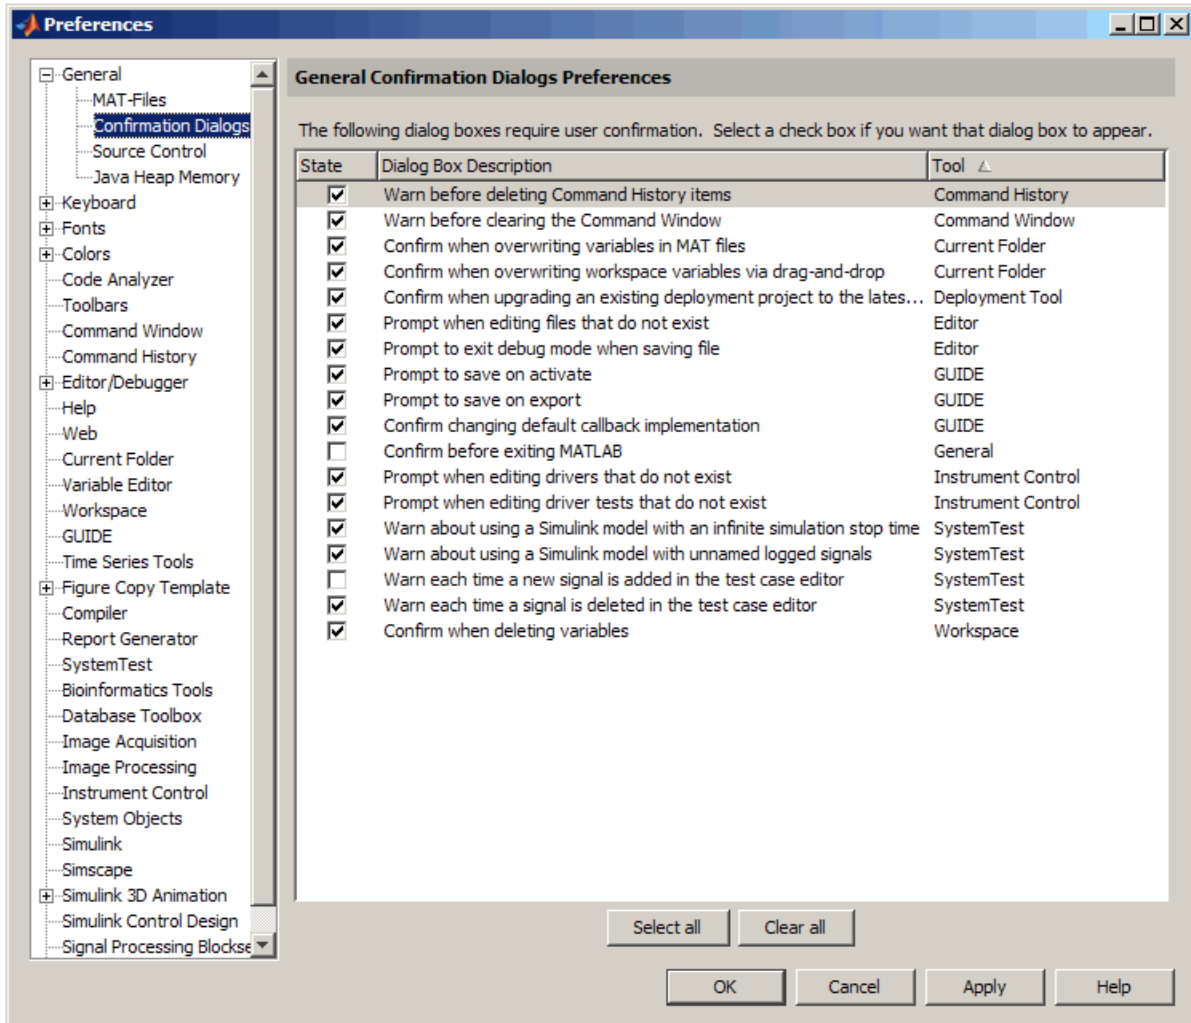 Preferences
General
MAT-Files
Confirmation Dialogs
Source Control
Java Heap Memory
Keyboard
Fonts
Colors
Code Analyzer
Toolbars
Command Window
Command History
Editor/Debugger
Help
Web
Current Folder
Variable Editor
Workspace
GUIDE
Time Series Tools
Figure Copy Template
Compiler
Report Generator
SystemTest
Bioinformatics Tools
Database Toolbox
Image Acquisition
Image Processing
Instrument Control
System Objects
Simulink
Simscape
Simulink 3D Animation
Simulink Control Design
Signal Processing Blockse
General Confirmation Dialogs Preferences
The following dialog boxes require user confirmation. Select a check box if you want that dialog box to appear.
State Dialog Box Description Tool
Warn before deleting Command History items Command History
Warn before clearing the Command Window Command Window
Confirm when overwriting variables in MAT files Current Folder
Confirm when overwriting workspace variables via drag-and-drop Current Folder
Confirm when upgrading an existing deployment project to the lates... Deployment Tool
Prompt when editing files that do not exist Editor
Prompt to exit debug mode when saving file Editor
Prompt to save on activate GUIDE
Prompt to save on export GUIDE
Confirm changing default callback implementation GUIDE
Confirm before exiting MATLAB General
Prompt when editing drivers that do not exist Instrument Control
Prompt when editing driver tests that do not exist Instrument Control
Warn about using a Simulink model with an infinite simulation stop time SystemTest
Warn about using a Simulink model with unnamed logged signals SystemTest
Warn each time a new signal is added in the test case editor SystemTest
Warn each time a signal is deleted in the test case editor SystemTest
Confirm when deleting variables Workspace
Select all Clear all
OK Cancel Apply Help